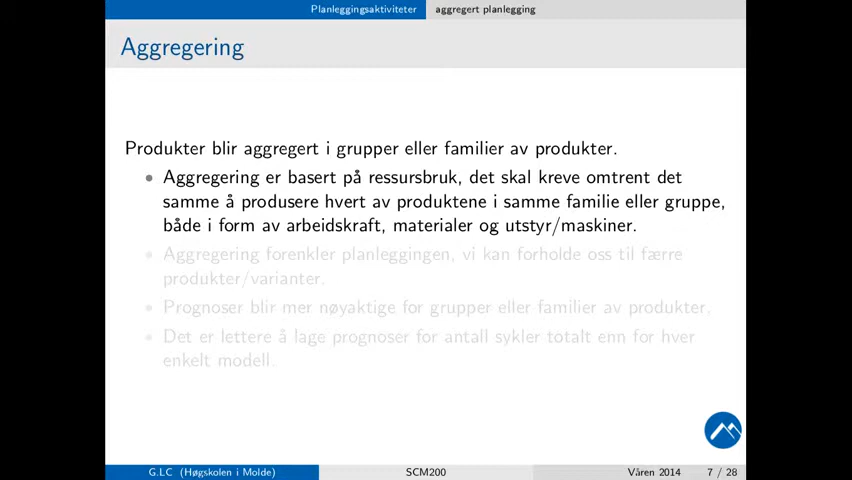 Planleggingsaktiviteter aggregert planlegging
Aggregering
Produkter blir aggregert i grupper eller familier av produkter.
• Aggregering er basert på ressursbruk, det skal kreve omtrent det
samme å produsere hvert av produktene i samme familie eller gruppe,
både i form av arbeidskraft, materialer og utstyr/maskiner.
• Aggregering forenkler planleggingen, vi kan forholde oss til færre
produkter/varianter.
• Prognoser blir mer nøyaktige for grupper eller familier av produkter,
• Det er lettere å lage prognoser for antall sykler totalt enn for hver
enkelt modell.
G.LC (Høgskolen i Molde) SCM200 Våren 2014 7 / 28